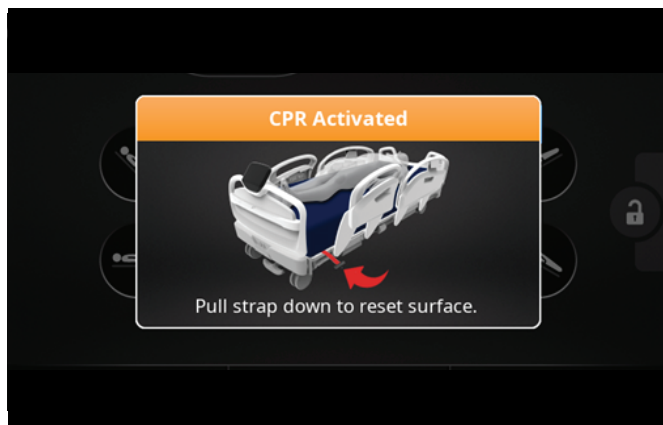 CPR Activated
Pull strap down to reset surface.